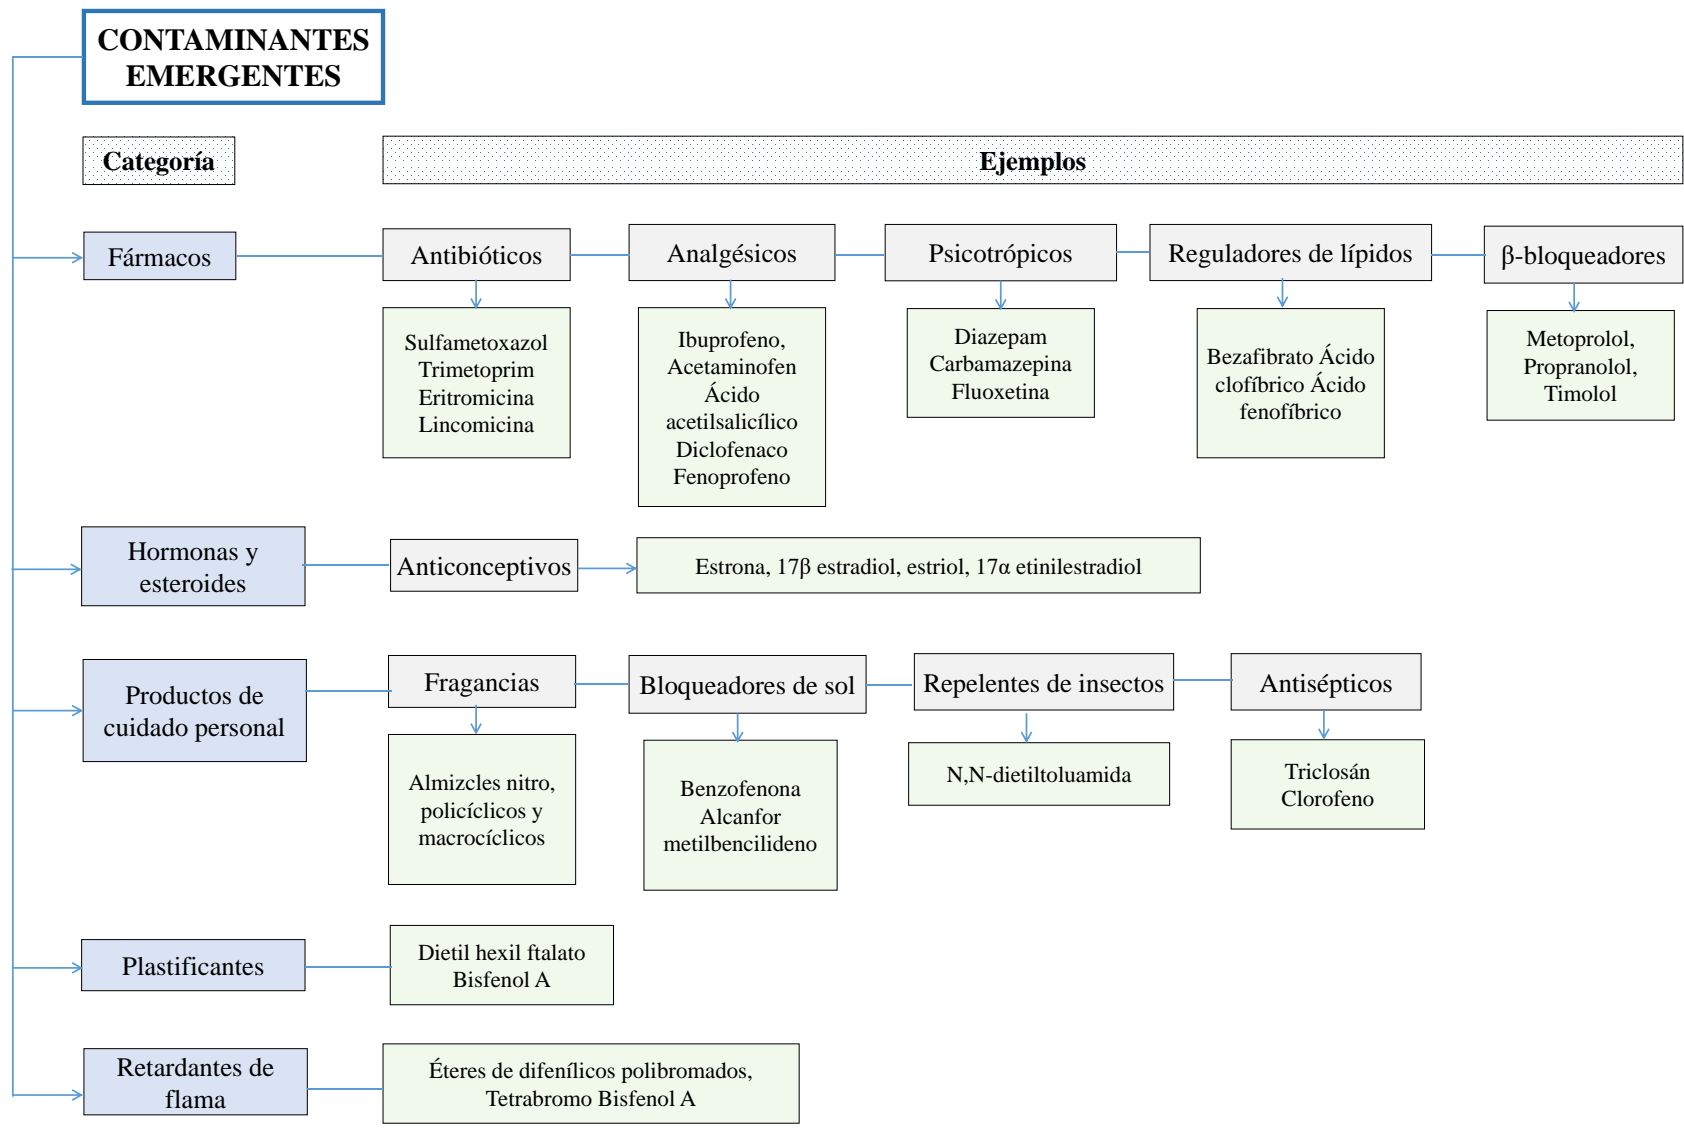 CONTAMINANTES
EMERGENTES
Categoría
Ejemplos
Fármacos
Antibióticos
Analgésicos
Psicotrópicos
Reguladores de lípidos
β-bloqueadores
Sulfametoxazol
Trimetoprim
Eritromicina
Lincomicina
Ibuprofeno,
Acetaminofen
Ácido
acetilsalicílico
Diclofenaco
Fenoprofeno
Diazepam
Carbamazepina
Fluoxetina
Bezafibrato Ácido
clofíbrico Ácido
fenofíbrico
Metoprolol,
Propranolol,
Timolol
Hormonas y
esteroides
Anticonceptivos
Estrona, 17β estradiol, estriol, 17α etinilestradiol
Productos de
cuidado personal
Fragancias
Bloqueadores de sol
Repelentes de insectos
Antisépticos
Almizcles nitro,
policíclicos y
macrocíclicos
Benzofenona
Alcanfor
metilbencilideno
N,N-dietiltoluamida
Triclosán
Clorofeno
Plastificantes
Dietil hexil ftalato
Bisfenol A
Retardantes de
flama
Éteres de difenílicos polibromados,
Tetrabromo Bisfenol A